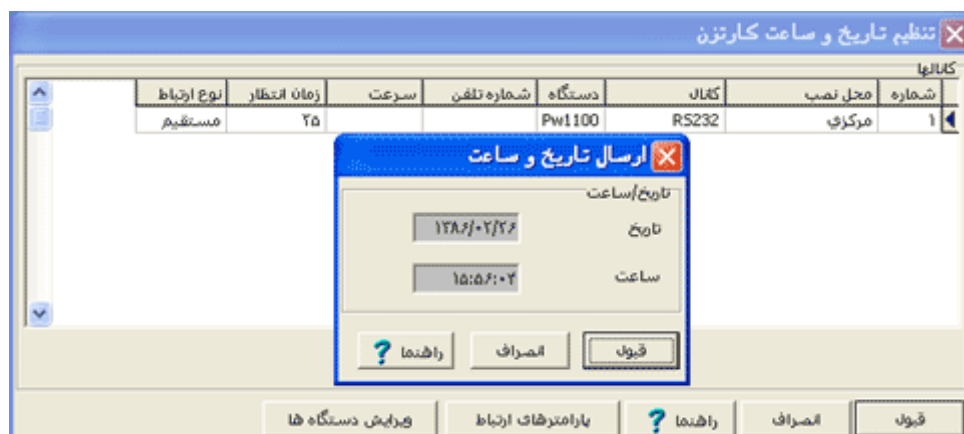 تنظیم تاریخ و ساعت کارتزن
کانالها
شماره محل نصب کانال دستگاه شماره تلفن سرعت زمان انتظار نوع ارتباط
۱ مرکزي RS232 Pw1100 ۲۵ مستقیم
ارسال تاریخ و ساعت
تاریخ/ساعت
تاریخ ۱۳۸۶/۰۲/۲۶
ساعت ۱۵:۵۶:۰۴
قبول انصراف راهنما ?
قبول انصراف راهنما ? پارامترهای ارتباط ویرایش دستگاه ها